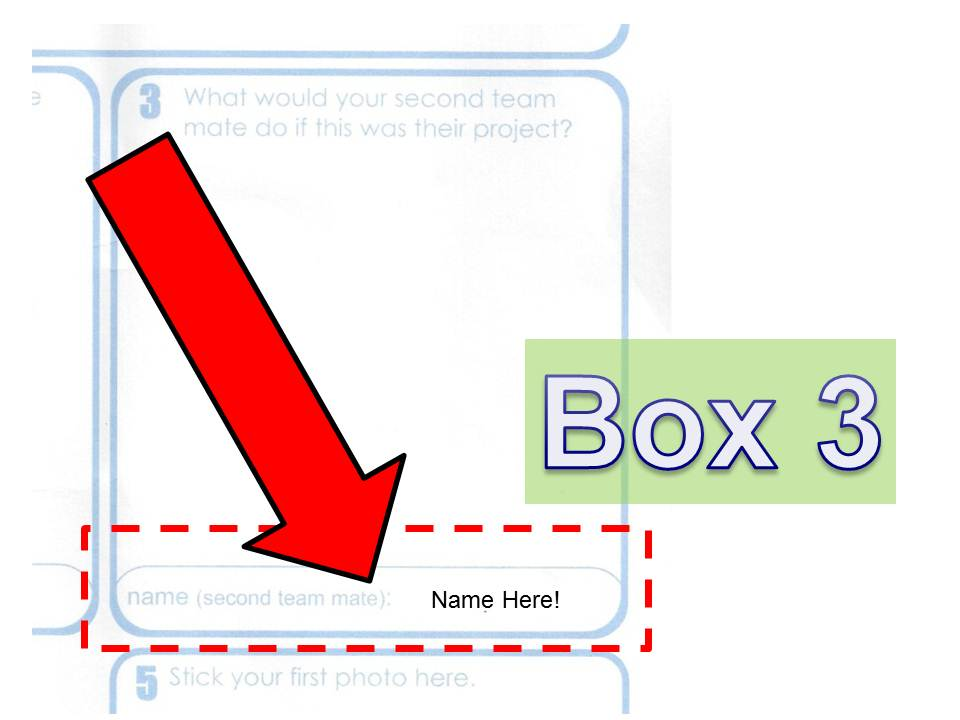 e
3 What would your second team
mate do if this was their project?
Box 3
name (second team mate): Name Here!
5 Stick your first photo here.